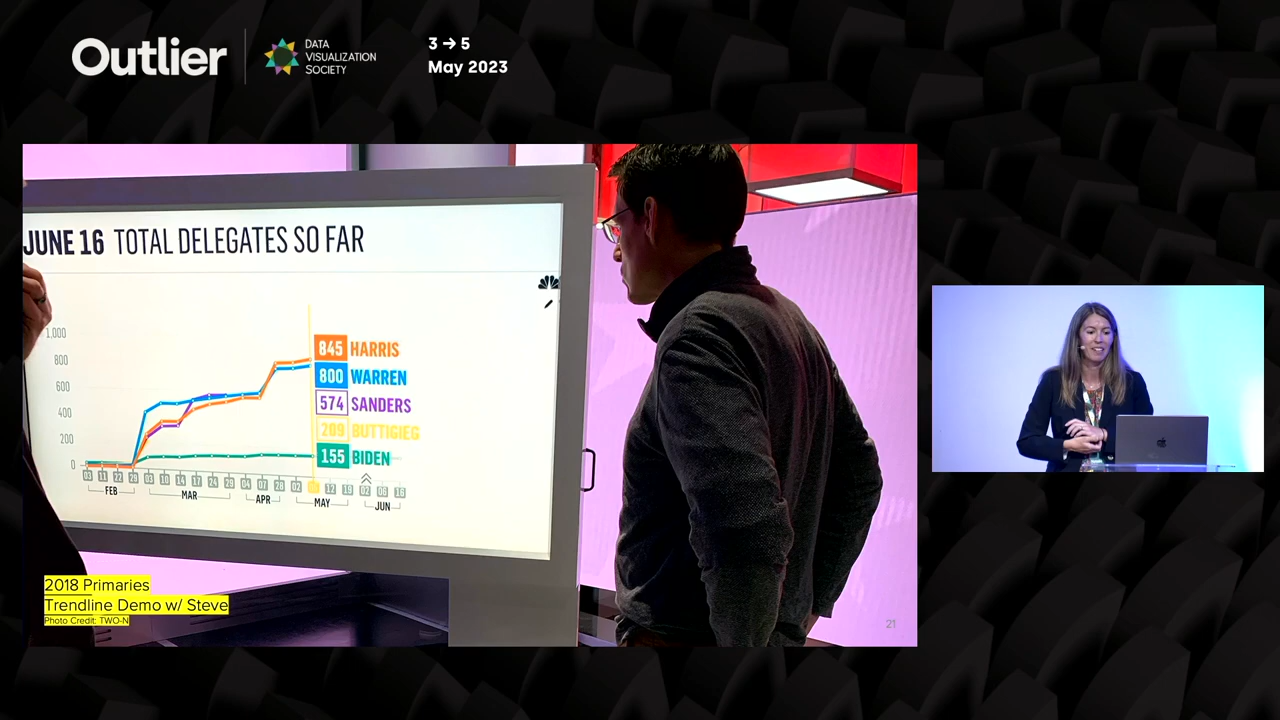 Outlier
DATA
VISUALIZATION
SOCIETY
3 → 5
May 2023
JUNE 16 TOTAL DELEGATES SO FAR
1,000
800
600
400
200
0
845 HARRIS
800 WARREN
574 SANDERS
209 BUTTIGIEG
155 BIDEN
FEB
MAR
APR
MAY
JUN
2018 Primaries
Trendline Demo w/ Steve
Photo Credit: TWO-N
21